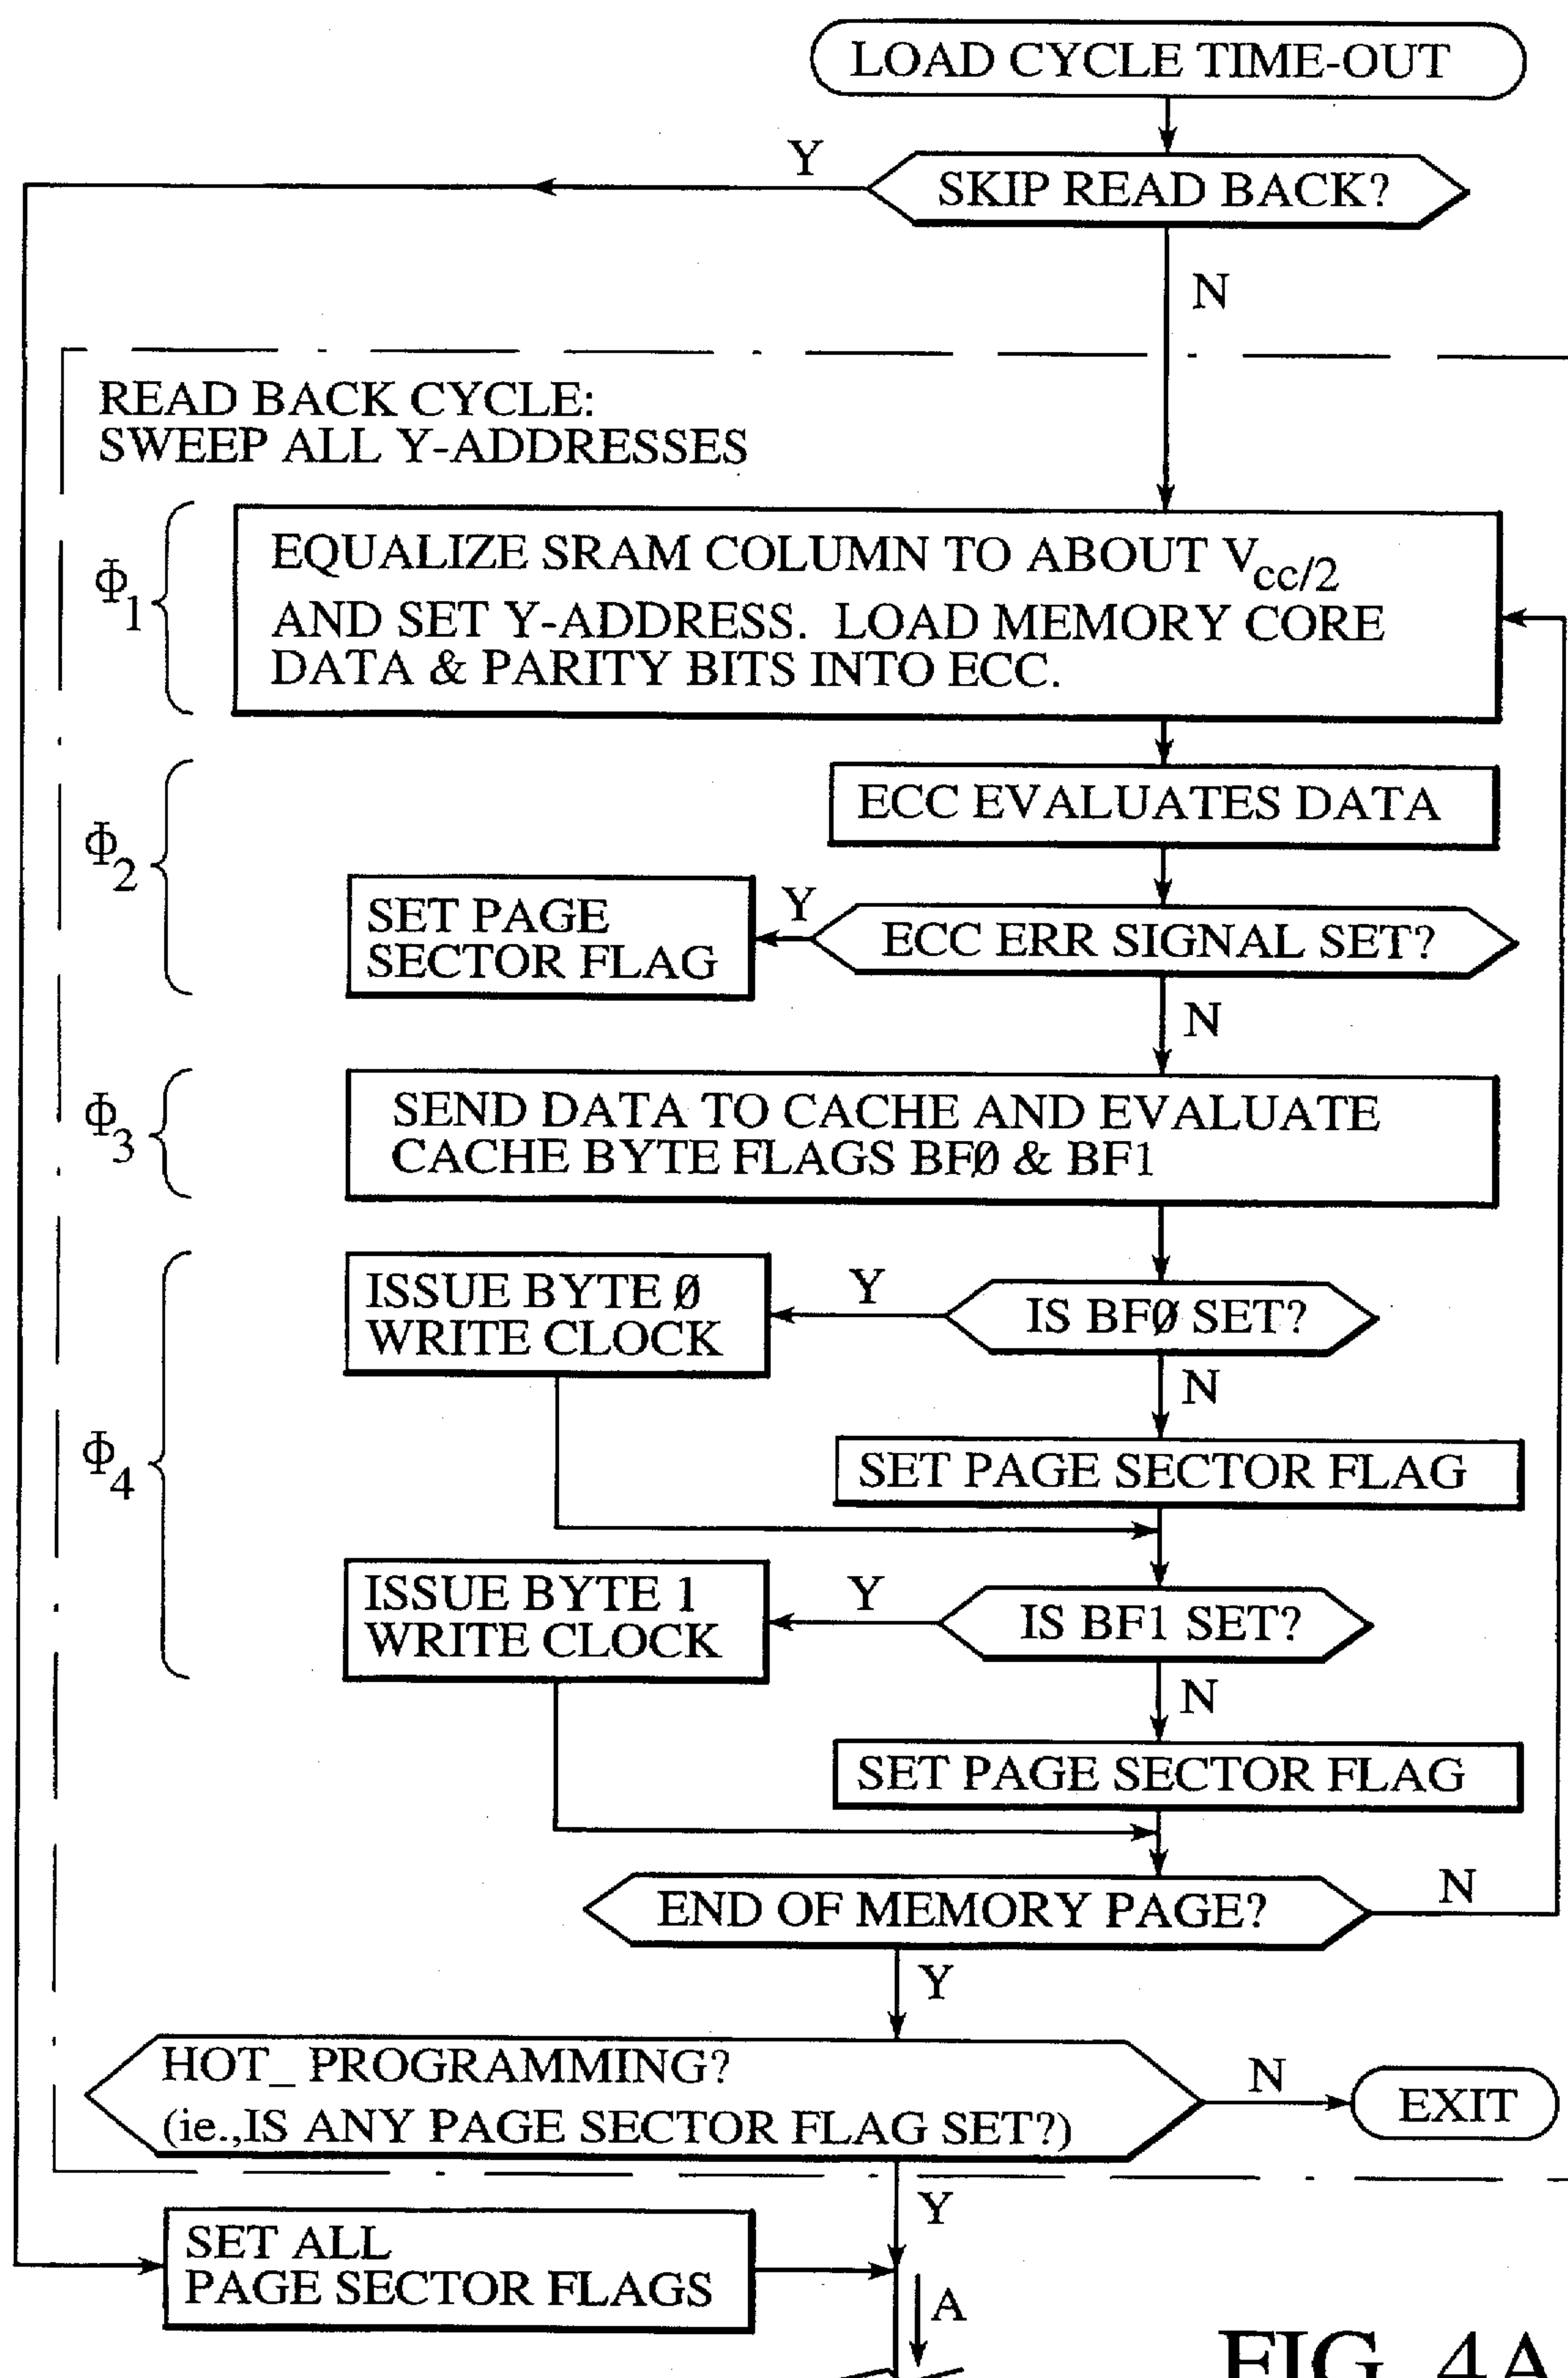 LOAD CYCLE TIME-OUT
Y
SKIP READ BACK?
N
READ BACK CYCLE:
SWEEP ALL Y-ADDRESSES
Φ1
EQUALIZE SRAM COLUMN TO ABOUT Vcc/2
AND SET Y-ADDRESS. LOAD MEMORY CORE
DATA & PARITY BITS INTO ECC.
Φ2
ECC EVALUATES DATA
SET PAGE
SECTOR FLAG
Y
ECC ERR SIGNAL SET?
N
Φ3
SEND DATA TO CACHE AND EVALUATE
CACHE BYTE FLAGS BF0 & BF1
Φ4
ISSUE BYTE 0
WRITE CLOCK
Y
IS BF0 SET?
N
SET PAGE SECTOR FLAG
ISSUE BYTE 1
WRITE CLOCK
Y
IS BF1 SET?
N
SET PAGE SECTOR FLAG
END OF MEMORY PAGE?
N
Y
HOT_ PROGRAMMING?
(ie.,IS ANY PAGE SECTOR FLAG SET?)
N
EXIT
Y
SET ALL
PAGE SECTOR FLAGS
A
FIG. 4A